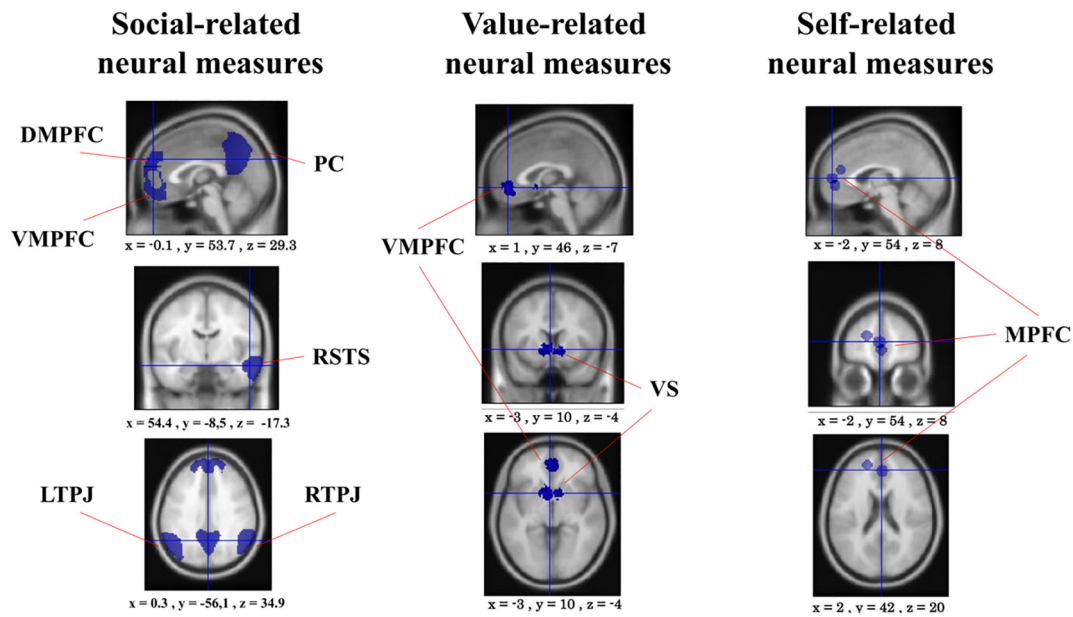 Social-related
neural measures
Value-related
neural measures
Self-related
neural measures
DMPFC
PC
VMPFC
x = -0.1 , y = 53.7 , z = 29.3
RSTS
x = 54.4 , y = -8,5 , z = -17.3
LTPJ
RTPJ
x = 0.3 , y = -56,1 , z = 34.9
VMPFC
x = 1 , y = 46 , z = -7
VS
x = -3 , y = 10 , z = -4
x = -3 , y = 10 , z = -4
x = -2 , y = 54 , z = 8
MPFC
x = -2 , y = 54 , z = 8
x = 2 , y = 42 , z = 20